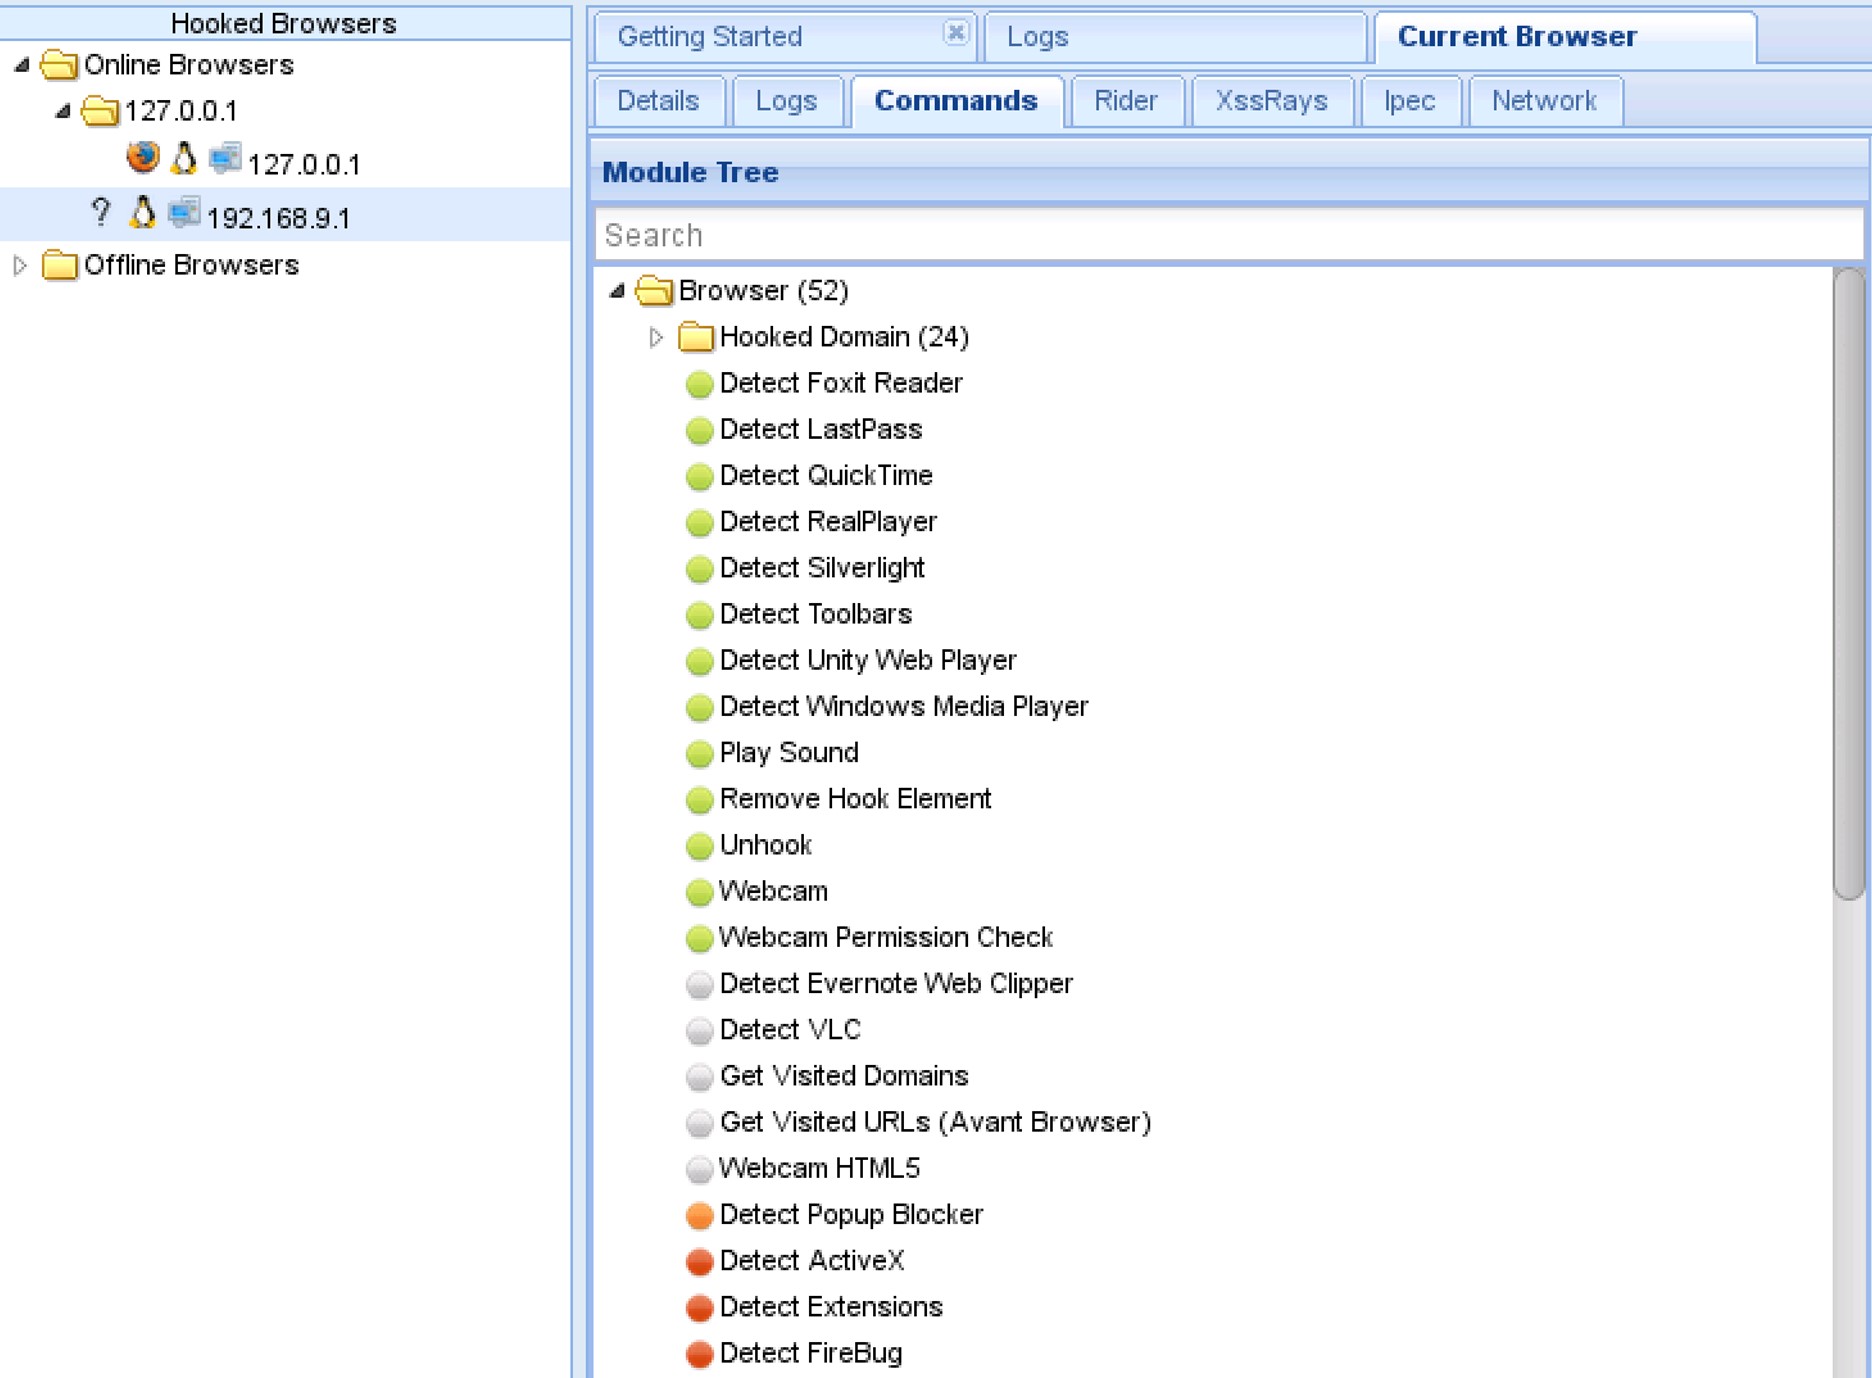 Hooked Browsers
Online Browsers
127.0.0.1
127.0.0.1
? 192.168.9.1
Offline Browsers
Getting Started Logs Current Browser
Details Logs Commands Rider XssRays Ipec Network
Module Tree
Search
Browser (52)
Hooked Domain (24)
Detect Foxit Reader
Detect LastPass
Detect QuickTime
Detect RealPlayer
Detect Silverlight
Detect Toolbars
Detect Unity Web Player
Detect Windows Media Player
Play Sound
Remove Hook Element
Unhook
Webcam
Webcam Permission Check
Detect Evernote Web Clipper
Detect VLC
Get Visited Domains
Get Visited URLs (Avant Browser)
Webcam HTML5
Detect Popup Blocker
Detect ActiveX
Detect Extensions
Detect FireBug